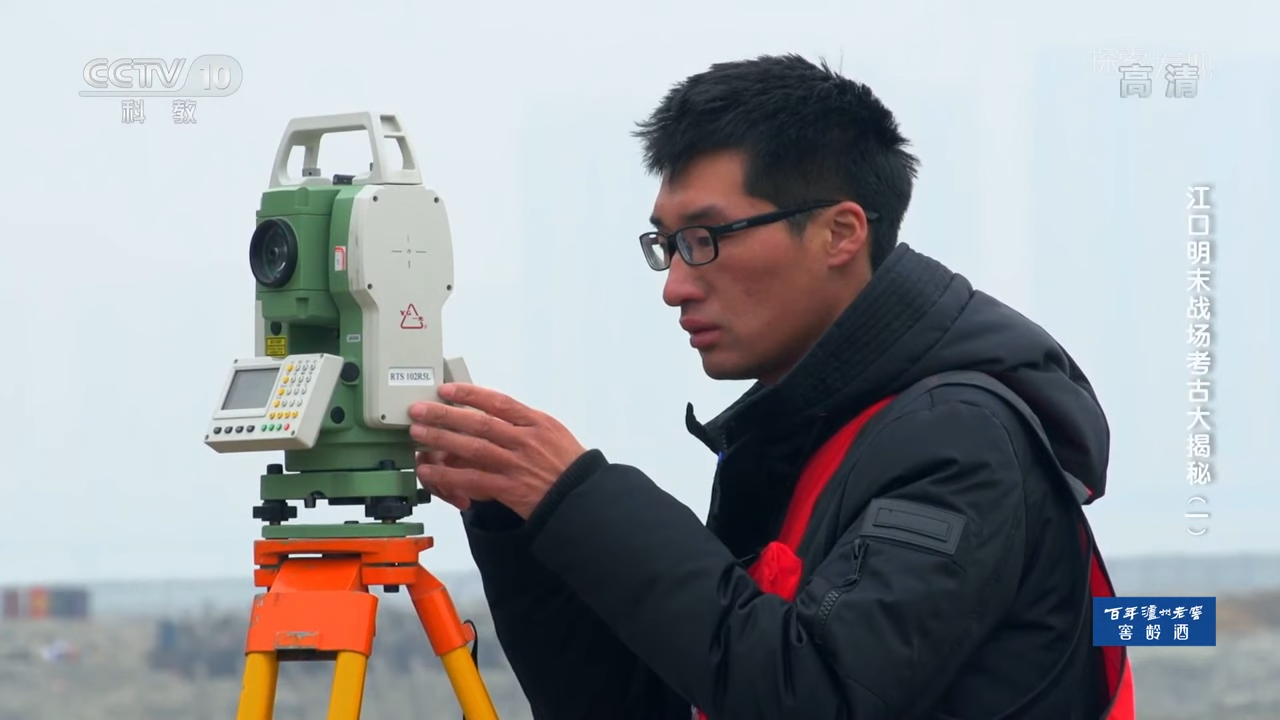 CCTV 10
科教
高清
江口明末战场考古大揭秘（一）
RTS 102R5L
百年泸州老窖
窖龄酒